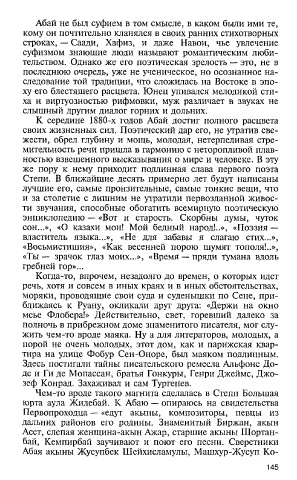 Абай не был суфием в том смысле, в каком были ими те,
кому он почтительно кланялся в своих ранних стихотворных
строках, — Саади, Хафиз, и даже Навои, чье увлечение
суфизмом знающие люди называют романтическим любительством.
Однако же его поэтическая зрелость — это, не в
последнюю очередь, уже не ученическое, но осознанное наследование
той традиции, что сложилась на Востоке в эпоху
его блестящего расцвета. Юнец упивался мелодикой стиха
и виртуозностью рифмовки, муж различает в звуках не
слышный другим диалог горних и дольних.
К середине 1880-х годов Абай достиг полного расцвета
своих жизненных сил. Поэтический дар его, не утратив свежести,
обрел глубину и мощь, молодая, нетерпеливая стремительность
речи пришла в гармонию с неторопливой плавностью
взвешенного высказывания о мире и человеке. В эту
же пору к нему приходит подлинная слава первого поэта
Степи. В ближайшие десять примерно лет будут написаны
лучшие его, самые пронзительные, самые тонкие вещи, что
и за столетие с лишним не утратили первозданной живости
звучания, способные обогатить всемирную поэтическую
энциклопедию — «Вот и старость. Скорбны думы, чуток
сон...», «О казахи мои! Мой бедный народ!..», «Поэзия —
властитель языка...», «Не для забавы я слагаю стих...»,
«Восьмистишия», «Как весенней порою шумят тополя!..»,
«Ты — зрачок глаз моих...», «Время — пряди тумана вдоль
гребней гор»...
Когда-то, впрочем, незадолго до времен, о которых идет
речь, хотя и совсем в иных краях и в иных обстоятельствах,
моряки, проводящие свои суда и суденышки по Сене, приближаясь
к Руану, окликали друг друга: «Держи на окно
мсье Флобера!» Действительно, свет, горевший далеко за
полночь в прибрежном доме знаменитого писателя, мог служить
чем-то вроде маяка. Ну а для литераторов, молодых, а
порой не очень молодых, этот дом, как и парижская квартира
на улице Фобур Сен-Оноре, был маяком подлинным.
Здесь постигали тайны писательского ремесла Альфонс Доде
и Ги де Мопассан, братья Гонкуры, Генри Джеймс, Джозеф
Конрад. Захаживал и сам Тургенев.
Чем-то вроде такого магнита сделалась в Степи Большая
юрта аула Жидебай. К Абаю — опираюсь на свидетельства
Первопроходца — «едут акыны, композиторы, певцы из
дальних районов его родины. Знаменитый Биржан, акын
Асет, слепая женщина-акын Ажар, старшие акыны Шортанбай,
Кемпирбай заучивают и поют его песни. Сверстники
Абая акыны Жусупбек Шейхисламулы, Машхур-Жусуп Ко-
145